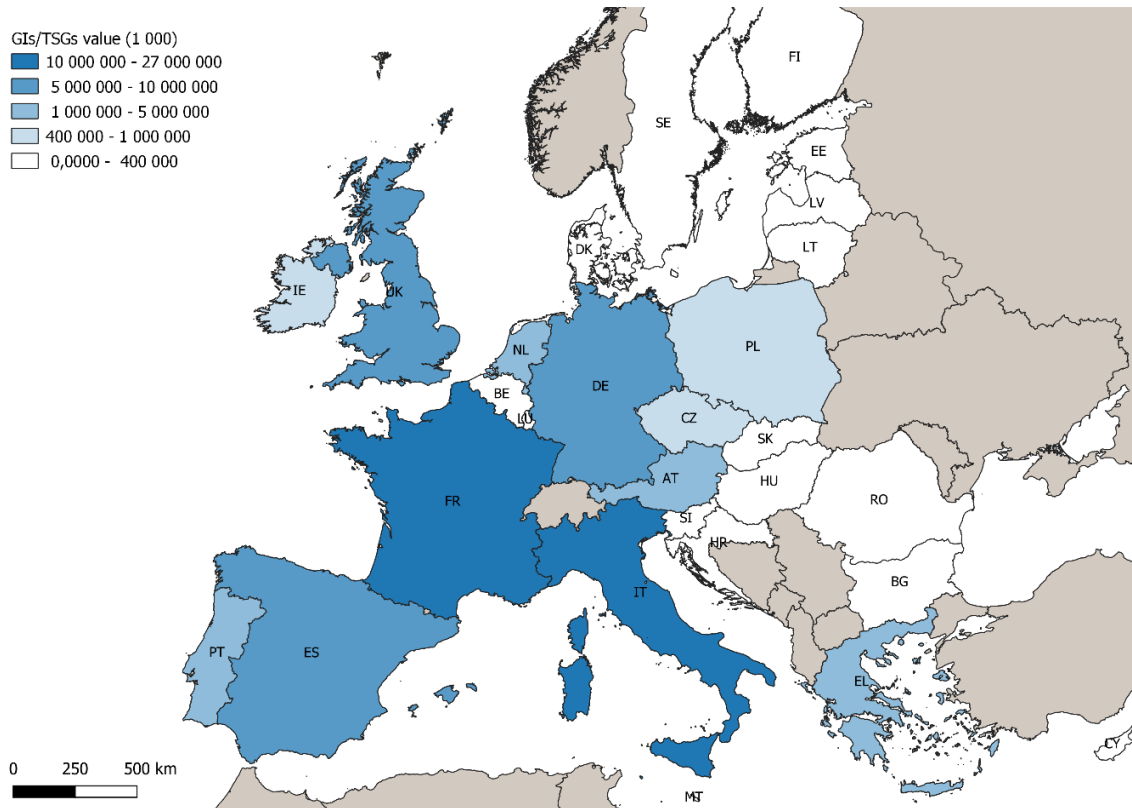 GIs/TSGs value (1 000)
10 000 000 - 27 000 000
5 000 000 - 10 000 000
1 000 000 - 5 000 000
400 000 - 1 000 000
0,0000 - 400 000
FI
SE
EE
LV
LT
DK
IE
UK
NL
PL
BE
DE
LU
CZ
SK
AT
HU
FR
RO
SI
HR
BG
IT
PT
ES
EL
CY
MT
0 250 500 km